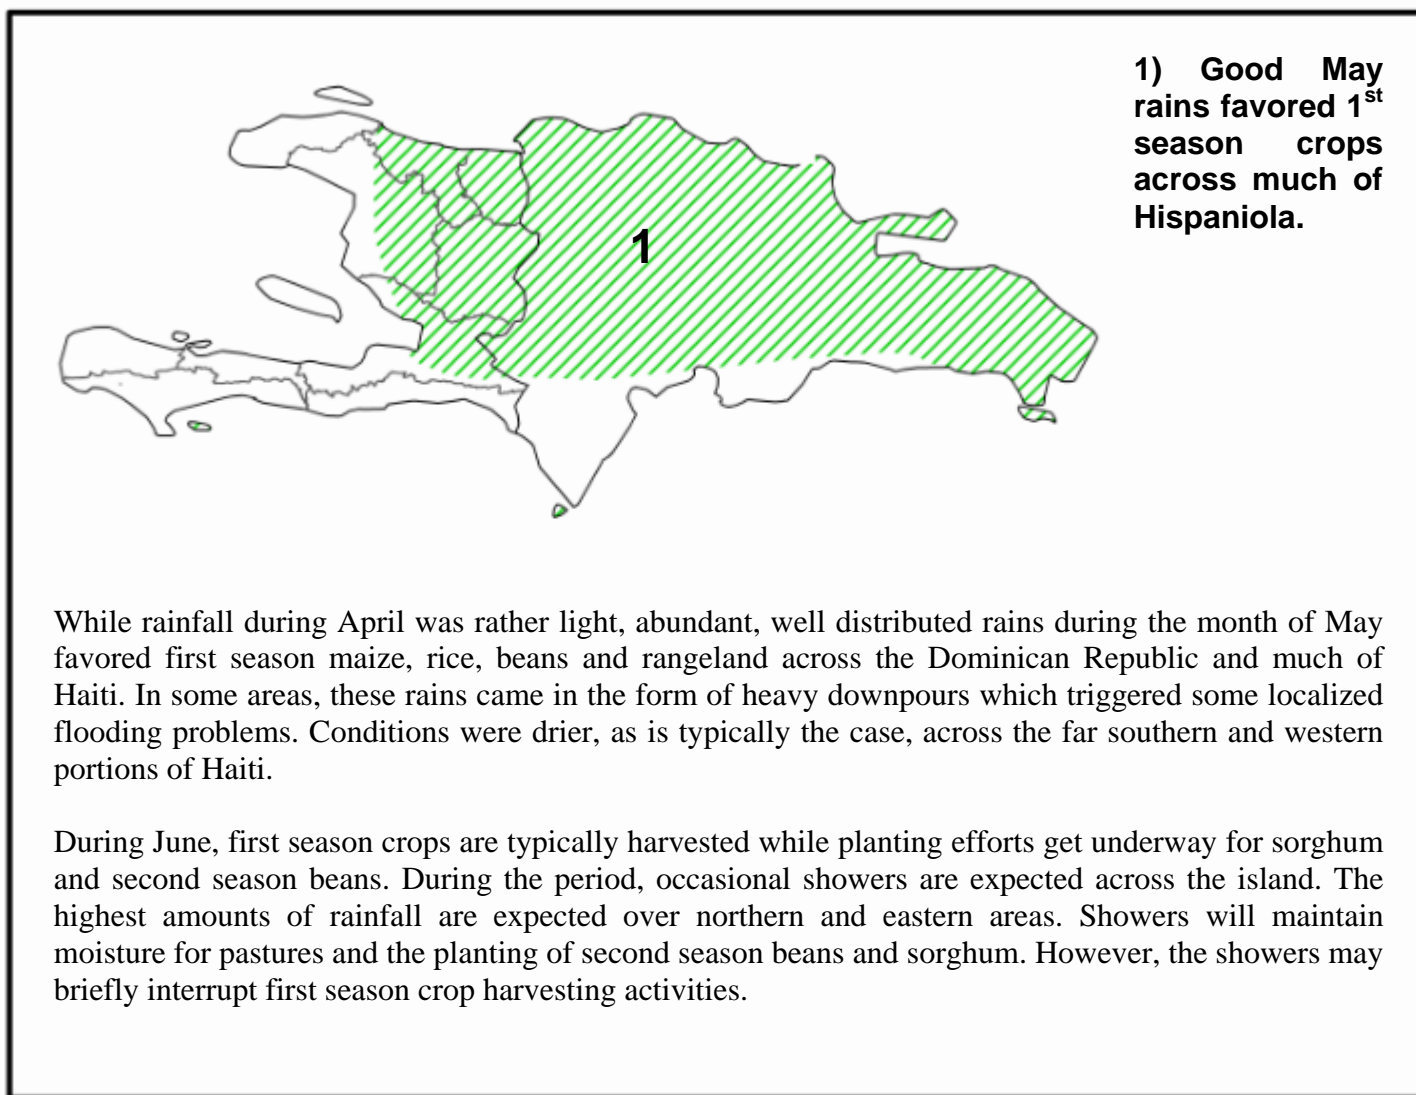 1) Good May
rains favored 1st
season crops
across much of
Hispaniola.
1
While rainfall during April was rather light, abundant, well distributed rains during the month of May
favored first season maize, rice, beans and rangeland across the Dominican Republic and much of
Haiti. In some areas, these rains came in the form of heavy downpours which triggered some localized
flooding problems. Conditions were drier, as is typically the case, across the far southern and western
portions of Haiti.
During June, first season crops are typically harvested while planting efforts get underway for sorghum
and second season beans. During the period, occasional showers are expected across the island. The
highest amounts of rainfall are expected over northern and eastern areas. Showers will maintain
moisture for pastures and the planting of second season beans and sorghum. However, the showers may
briefly interrupt first season crop harvesting activities.